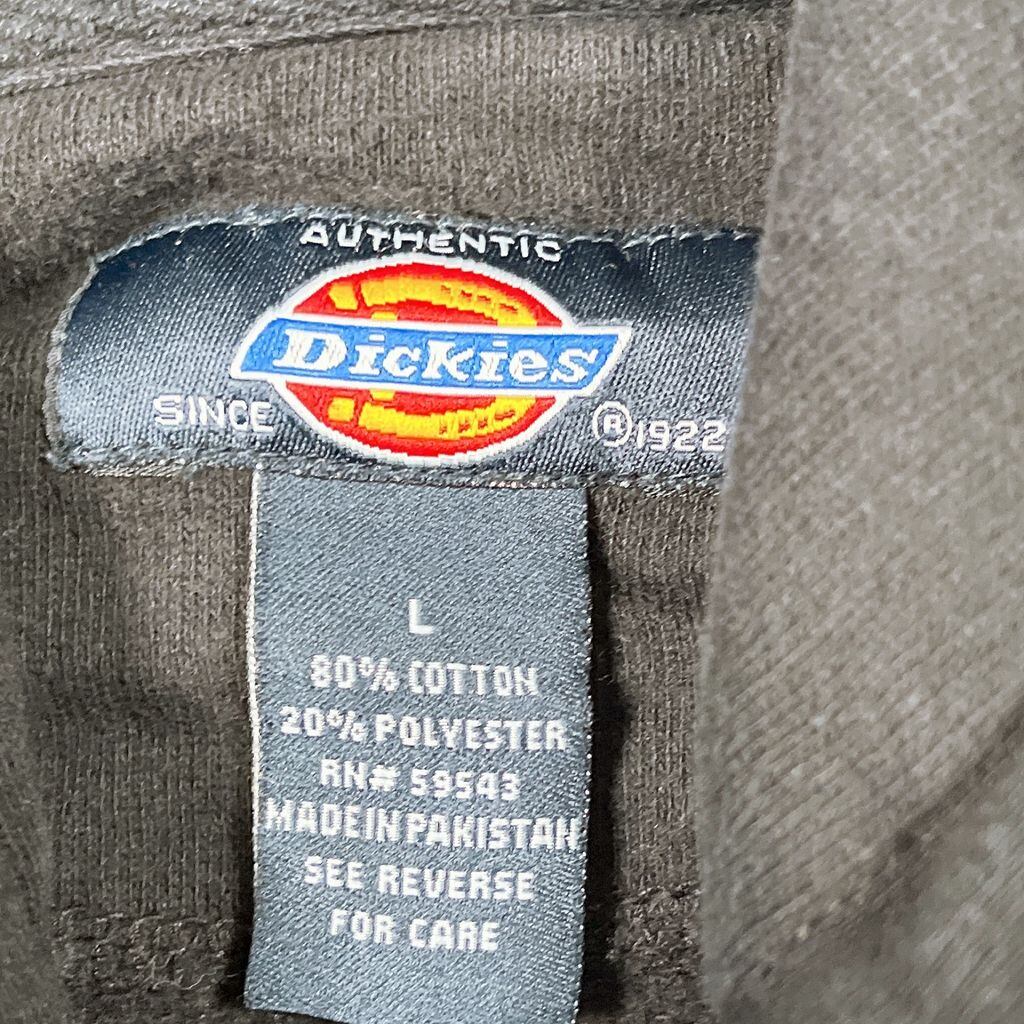 AUTHENTIC
Dickies
SINCE ®1922
L
80% COTTON
20% POLYESTER
RN# 59543
MADE IN PAKISTAN
SEE REVERSE
FOR CARE